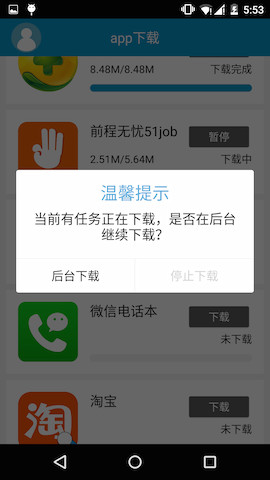 5:53
app下载
8.48M/8.48M
下载完成
前程无忧51job
暂停
2.51M/5.64M
下载中
温馨提示
当前有任务正在下载，是否在后台
继续下载？
后台下载
停止下载
微信电话本
下载
未下载
淘宝
下载
未下载
淘